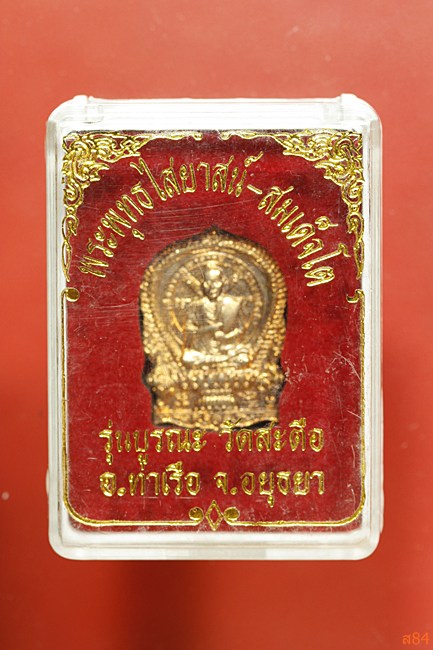 พระพุทธไสยาสน์-สมเด็จโต
รุ่นบูรณะ วัดสะตือ
อ.ท่าเรือ จ.อยุธยา
ส84